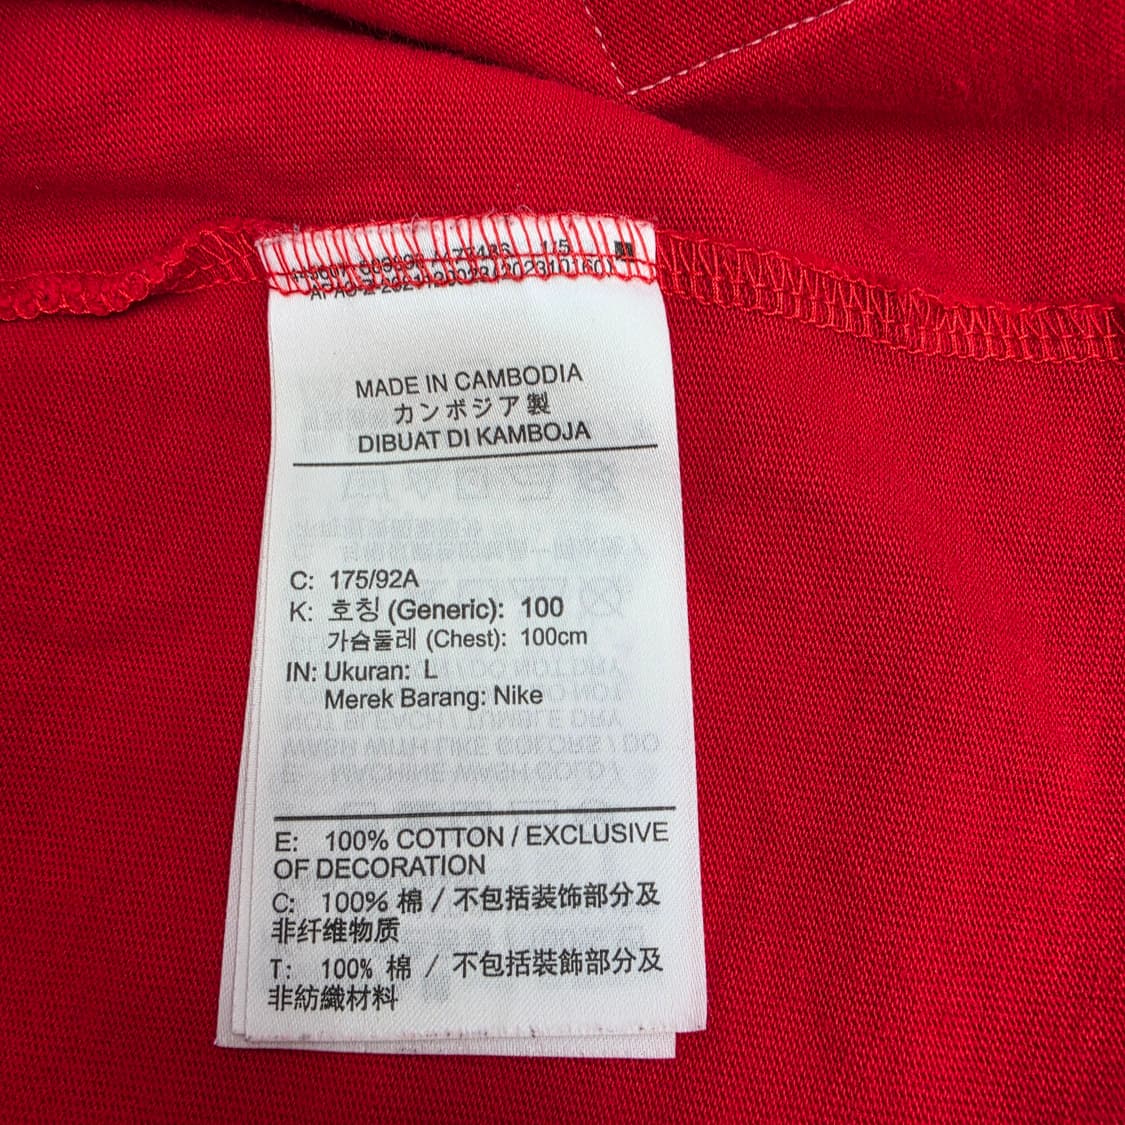 1/5
MADE IN CAMBODIA
カンボジア製
DIBUAT DI KAMBOJA
C: 175/92A
K: 호칭 (Generic): 100
가슴둘레 (Chest): 100cm
IN: Ukuran: L
Merek Barang: Nike
E: 100% COTTON / EXCLUSIVE
OF DECORATION
C: 100% 棉 / 不包括装饰部分及
非纤维物质
T: 100% 棉 / 不包括裝飾部分及
非紡織材料